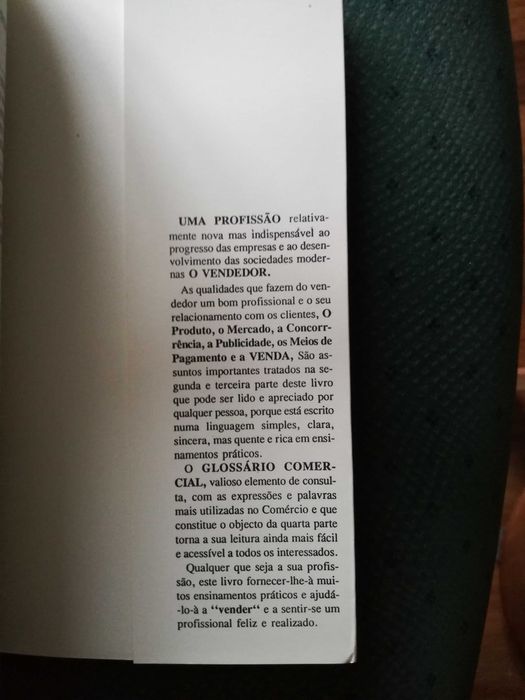 UMA PROFISSÃO relativa-
mente nova mas indispensável ao
progresso das empresas e ao desen-
volvimento das sociedades moder-
nas O VENDEDOR.
As qualidades que fazem do ven-
dedor um bom profissional e o seu
relacionamento com os clientes, O
Produto, o Mercado, a Concorr-
rência, a Publicidade, os Meios de
Pagamento e a VENDA, São as-
suntos importantes tratados na se-
gunda e terceira parte deste livro
que pode ser lido e apreciado por
qualquer pessoa, porque está escrito
numa linguagem simples, clara,
sincera, mas quente e rica em ensi-
namentos práticos.
O GLOSSÁRIO COMER-
CIAL, valioso elemento de consul-
ta, com as expressões e palavras
mais utilizadas no Comércio e que
constitue o objecto da quarta parte
torna a sua leitura ainda mais fácil
e acessível a todos os interessados.
Qualquer que seja a sua profis-
são, este livro fornecer-lhe-à mui-
tos ensinamentos práticos e ajudá-
-lo-à a "vender" e a sentir-se um
profissional feliz e realizado.